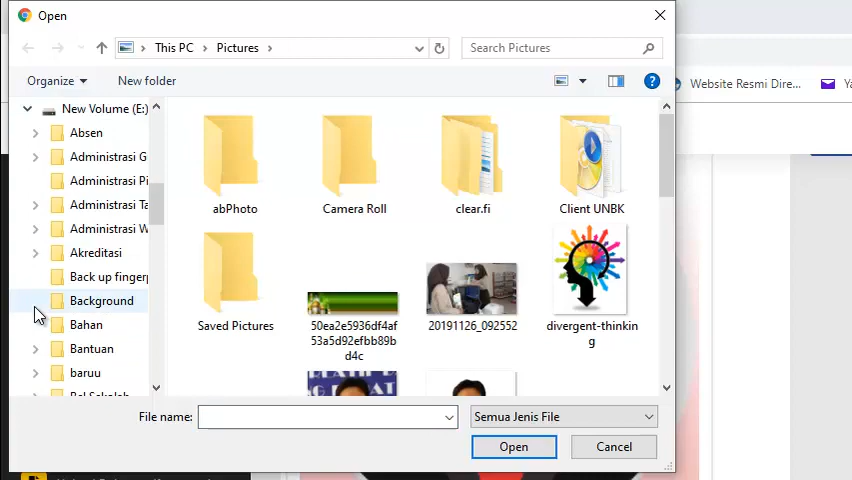 Open
This PC
Pictures
Search Pictures
Organize
New folder
Website Resmi Dire...
Ya
New Volume (E:)
Absen
Administrasi G
Administrasi Pi
Administrasi Ta
Administrasi W
Akreditasi
Back up finger
Background
Bahan
Bantuan
baruu
abPhoto
Camera Roll
clear.fi
Client UNBK
Saved Pictures
50ea2e5936df4af
53a5d92efbb89b
d4c
20191126_092552
divergent-thinkin
g
File name:
Semua Jenis File
Open
Cancel